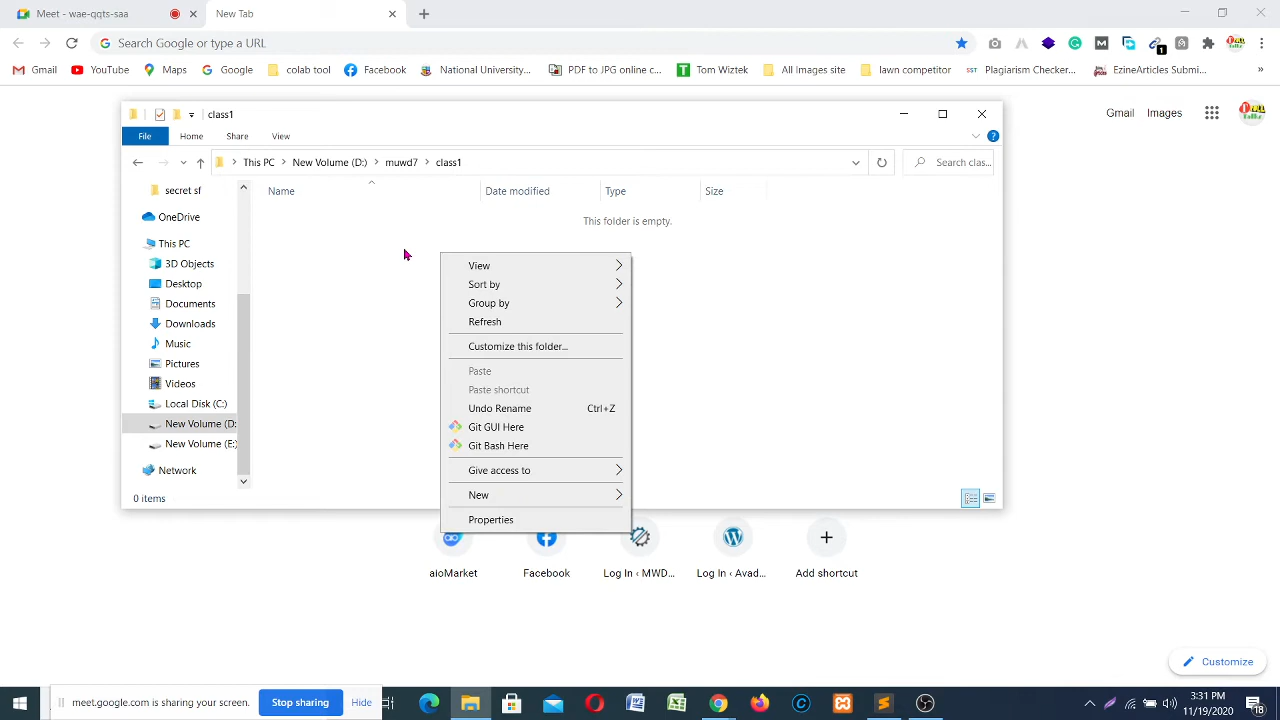 Meet - wae-qqts-saa
New Tab
Search Google or type a URL
1
Gmail
YouTube
Maps
Google
colab tool
Facebook
National University...
PDF to JPG online c...
Tom Wiztek
All Images site
lawn competitor
SST
Plagiarism Checker...
EzineArticles Submi...
»
Gmail Images
class1
File Home Share View
This PC > New Volume (D:) > muwd7 > class1
Search clas...
Name Date modified Type Size
This folder is empty.
secret sf
OneDrive
This PC
3D Objects
Desktop
Documents
Downloads
Music
Pictures
Videos
Local Disk (C:)
New Volume (D:
New Volume (E:)
Network
0 items
View
Sort by
Group by
Refresh
Customize this folder...
Paste
Paste shortcut
Undo Rename Ctrl+Z
Git GUI Here
Git Bash Here
Give access to
New
Properties
aioMarket
Facebook
Log In ‹ MWD...
Log In ‹ Avad...
Add shortcut
Customize
meet.google.com is sharing your screen.
Stop sharing
Hide
3:31 PM
11/19/2020
18